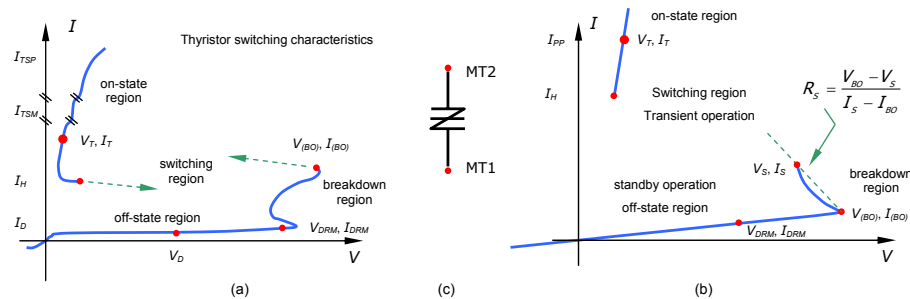 I
Thyristor switching characteristics
I_TSP
on-state
region
I_TSM
V_T, I_T
switching
region
V_(BO), I_(BO)
I_H
breakdown
region
I_D
off-state region
V_DRM, I_DRM
V_D
V
(a)
MT2
MT1
(c)
I
on-state region
I_PP
V_T, I_T
I_H
Switching region
Transient operation
R_S = (V_BO − V_S) / (I_S − I_BO)
V_S, I_S
standby operation
off-state region
breakdown
region
V_(BO), I_(BO)
V_DRM, I_DRM
V
(b)